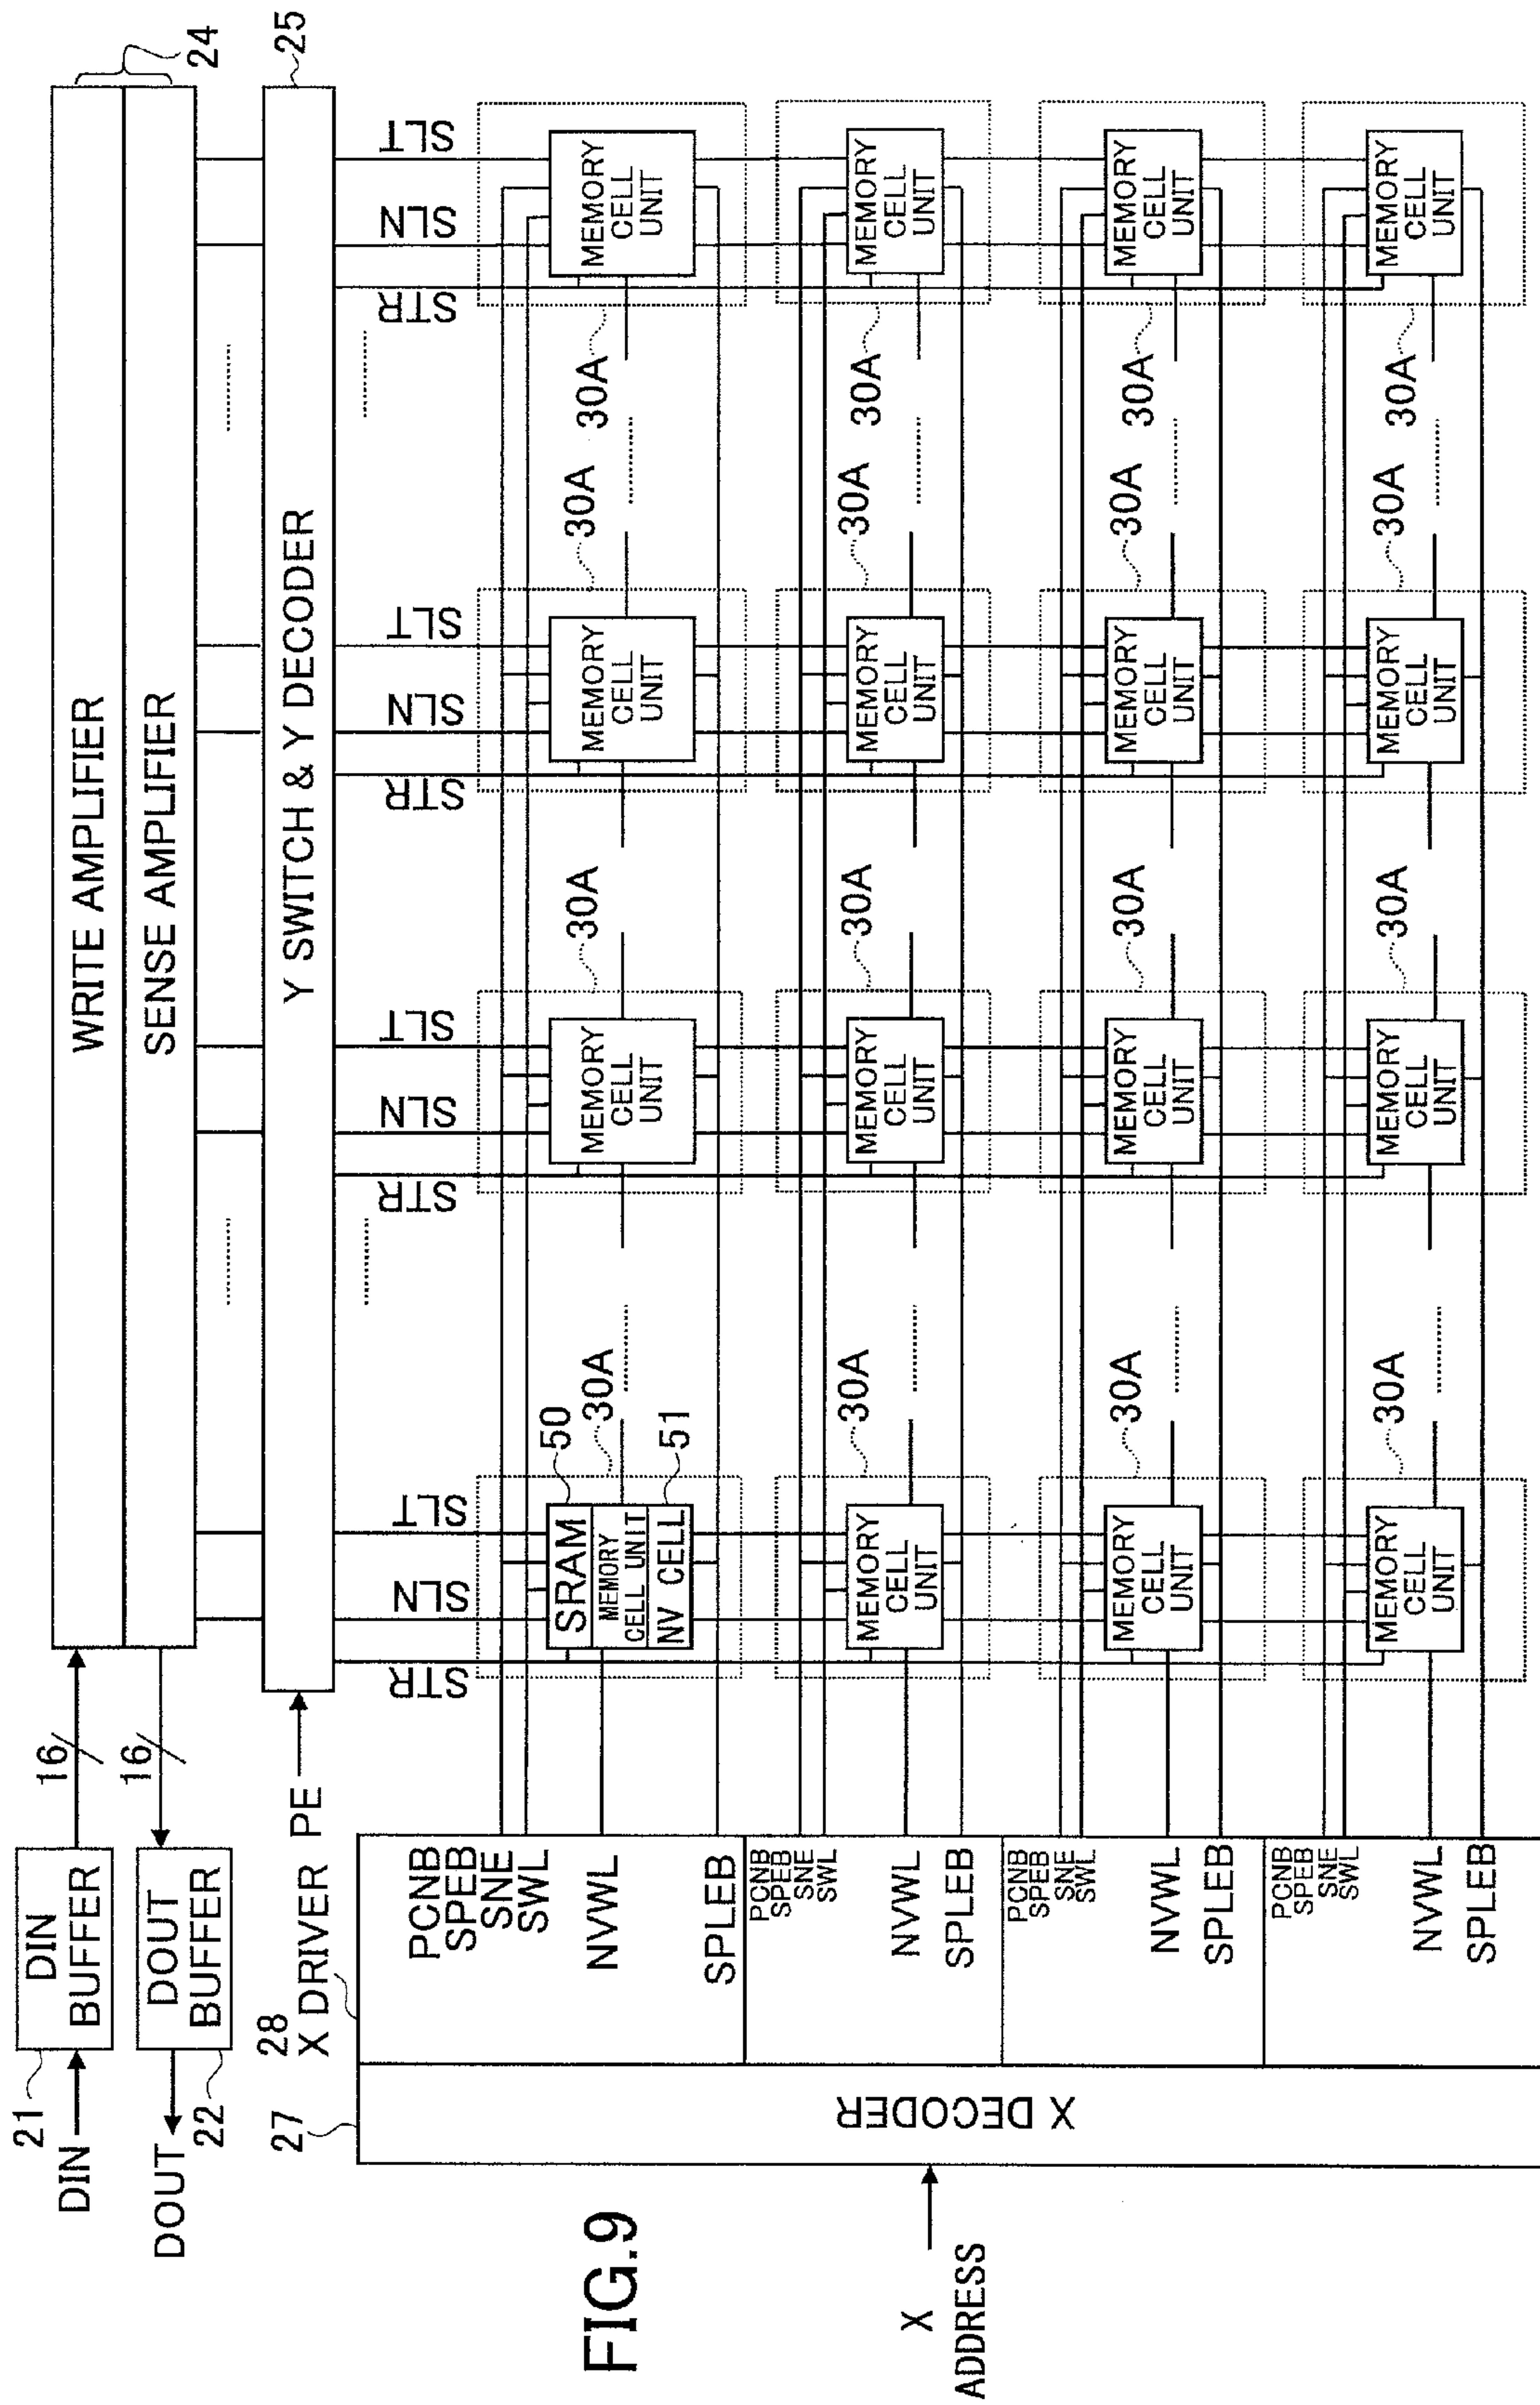 FIG.9
DIN
21
DIN
BUFFER
16
WRITE AMPLIFIER
SENSE AMPLIFIER
24
DOUT
22
DOUT
BUFFER
16
28
X DRIVER
PE
Y SWITCH & Y DECODER
25
27
X DECODER
X
ADDRESS
STR
SLN
SLT
STR
SLN
SLT
STR
SLN
SLT
STR
SLN
SLT
PCNB
SPEB
SNE
SWL
NVWL
SPLEB
SRAM
MEMORY
CELL UNIT
NV CELL
50
30A
51
MEMORY
CELL
UNIT
30A
MEMORY
CELL
UNIT
30A
MEMORY
CELL
UNIT
30A
PCNB
SPEB
SNE
SWL
NVWL
SPLEB
MEMORY
CELL
UNIT
30A
MEMORY
CELL
UNIT
30A
MEMORY
CELL
UNIT
30A
MEMORY
CELL
UNIT
30A
PCNB
SPEB
SNE
SWL
NVWL
SPLEB
MEMORY
CELL
UNIT
30A
MEMORY
CELL
UNIT
30A
MEMORY
CELL
UNIT
30A
MEMORY
CELL
UNIT
30A
PCNB
SPEB
SNE
SWL
NVWL
SPLEB
MEMORY
CELL
UNIT
30A
MEMORY
CELL
UNIT
30A
MEMORY
CELL
UNIT
30A
MEMORY
CELL
UNIT
30A